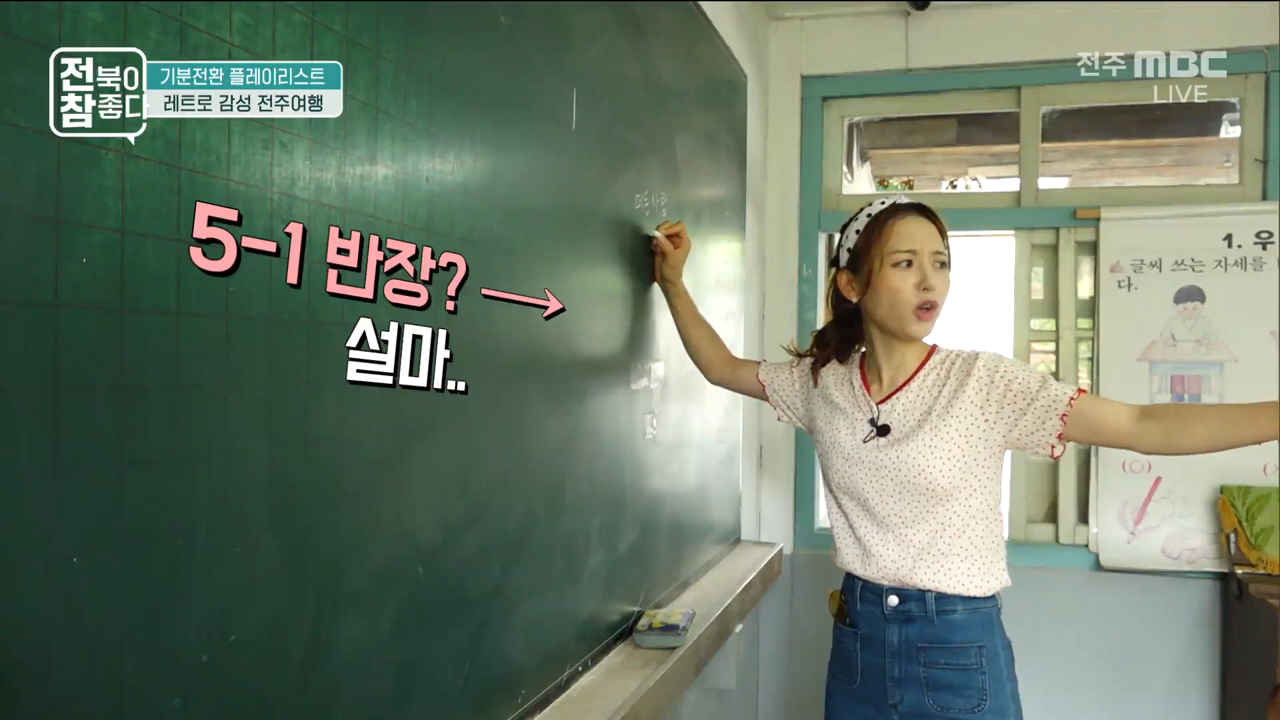 전북이
참좋다
기분전환 플레이리스트
레트로 감성 전주여행
전주 MBC
LIVE
5-1 반장?
설마..
1. 우
글씨 쓰는 자세를
다.